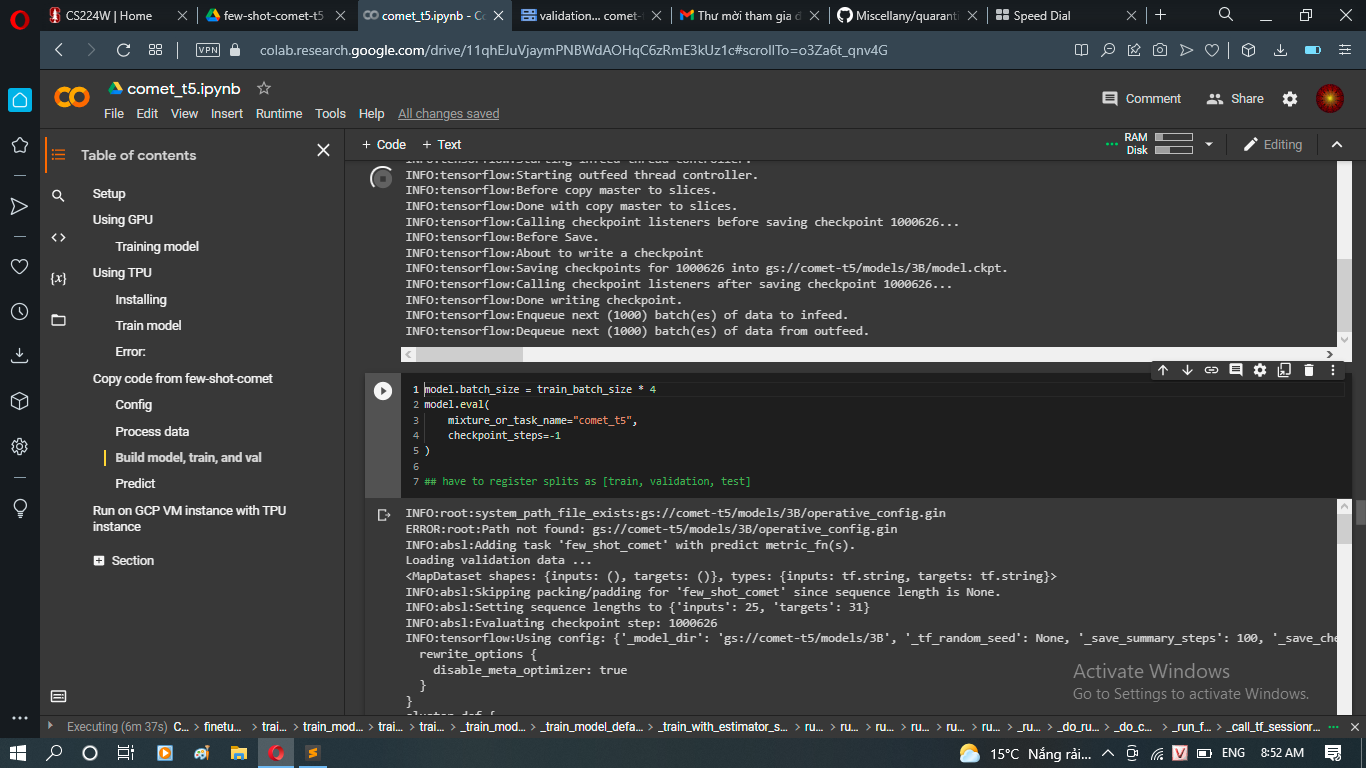 CS224W | Home
few-shot-comet-t5
comet_t5.ipynb - Co
validation... comet-
Thư mời tham gia d
Miscellany/quaranti
Speed Dial
VPN
colab.research.google.com/drive/11qhEJuVjaymPNBWdAOHqC6zRmE3kUz1c#scrollTo=o3Za6t_qnv4G
comet_t5.ipynb
File Edit View Insert Runtime Tools Help All changes saved
Comment
Share
Table of contents
+ Code + Text
RAM
Disk
Editing
Setup
Using GPU
Training model
Using TPU
Installing
Train model
Error:
Copy code from few-shot-comet
Config
Process data
Build model, train, and val
Predict
Run on GCP VM instance with TPU
instance
Section
INFO:tensorflow:Starting infeed thread controller.
INFO:tensorflow:Starting outfeed thread controller.
INFO:tensorflow:Before copy master to slices.
INFO:tensorflow:Done with copy master to slices.
INFO:tensorflow:Calling checkpoint listeners before saving checkpoint 1000626...
INFO:tensorflow:Before Save.
INFO:tensorflow:About to write a checkpoint
INFO:tensorflow:Saving checkpoints for 1000626 into gs://comet-t5/models/3B/model.ckpt.
INFO:tensorflow:Calling checkpoint listeners after saving checkpoint 1000626...
INFO:tensorflow:Done writing checkpoint.
INFO:tensorflow:Enqueue next (1000) batch(es) of data to infeed.
INFO:tensorflow:Dequeue next (1000) batch(es) of data from outfeed.
1 model.batch_size = train_batch_size * 4
2 model.eval(
3 mixture_or_task_name="comet_t5",
4 checkpoint_steps=-1
5 )
6
7 ## have to register splits as [train, validation, test]
INFO:root:system_path_file_exists:gs://comet-t5/models/3B/operative_config.gin
ERROR:root:Path not found: gs://comet-t5/models/3B/operative_config.gin
INFO:absl:Adding task 'few_shot_comet' with predict metric_fn(s).
Loading validation data ...
<MapDataset shapes: {inputs: (), targets: ()}, types: {inputs: tf.string, targets: tf.string}>
INFO:absl:Skipping packing/padding for 'few_shot_comet' since sequence length is None.
INFO:absl:Setting sequence lengths to {'inputs': 25, 'targets': 31}
INFO:absl:Evaluating checkpoint step: 1000626
INFO:tensorflow:Using config: {'_model_dir': 'gs://comet-t5/models/3B', '_tf_random_seed': None, '_save_summary_steps': 100, '_save_che
rewrite_options {
disable_meta_optimizer: true
}
}
cluster_def {
Activate Windows
Go to Settings to activate Windows.
Executing (6m 37s) C... > finetu... > trai... > train_mod... > trai... > trai... > _train_mod... > _train_model_defa... > _train_with_estimator_s... > ru... > ru... > ru... > ru... > ru... > ru... > _ru... > _do_ru... > _do_c... > _run_f... > _call_tf_sessionr...
15°C Nắng rải... ENG 8:52 AM